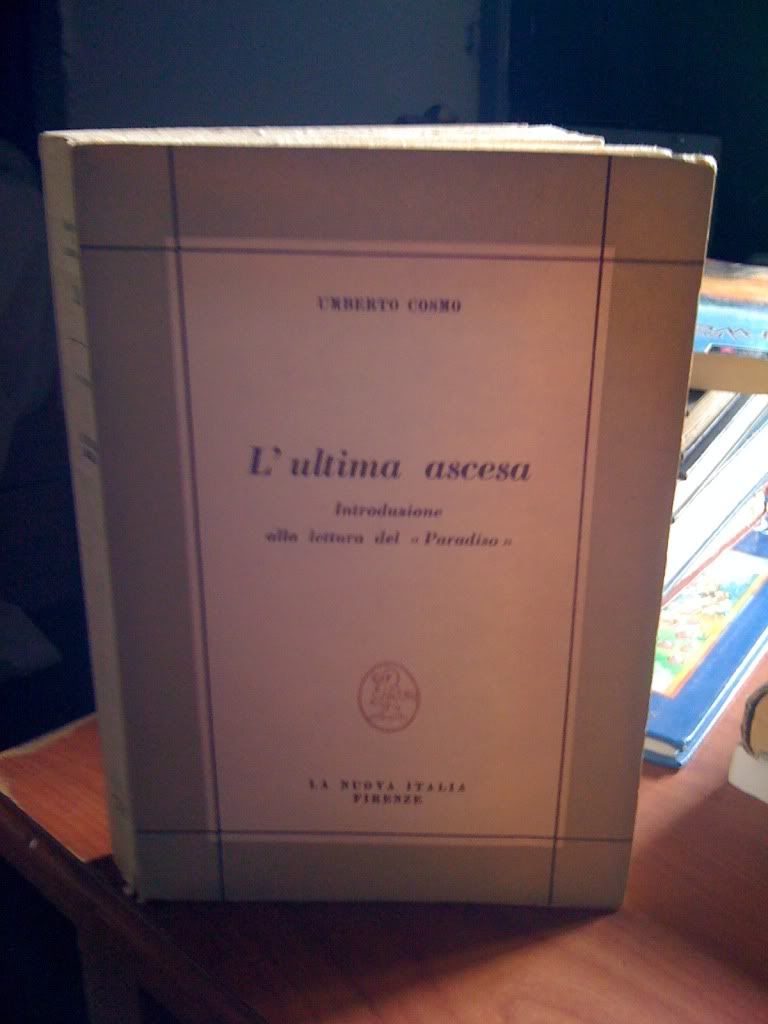 UMBERTO COSMO
L'ultima ascesa
Introduzione
alla lettura del «Paradiso»
LA NUOVA ITALIA
FIRENZE